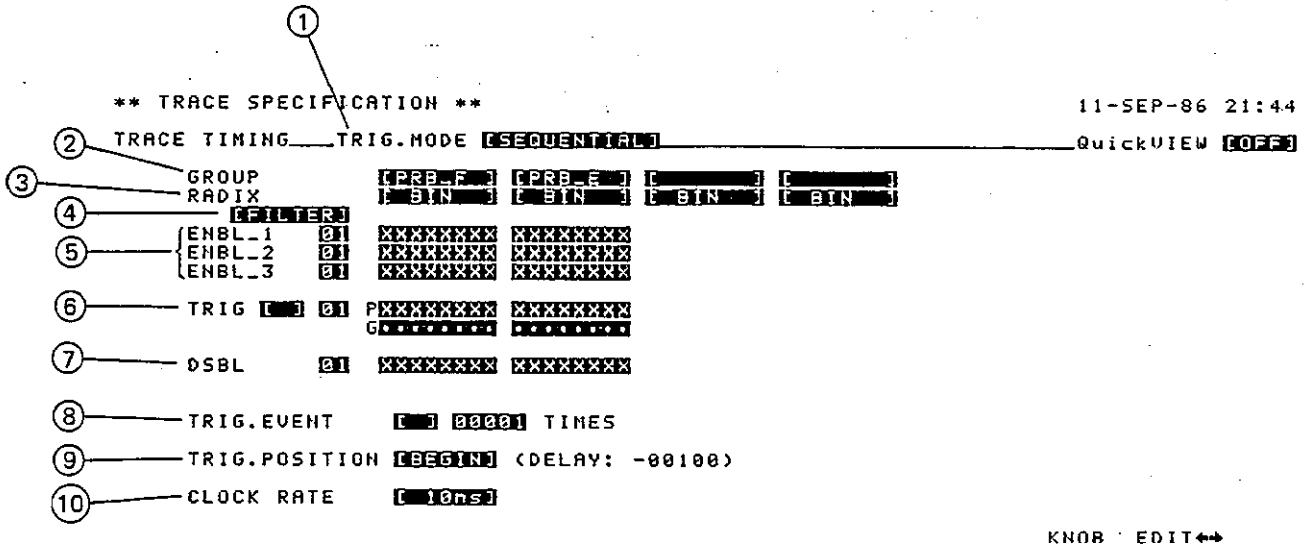 ①
** TRACE SPECIFICATION ** 11-SEP-86 21:44
② TRACE TIMING___TRIG.MODE [SEQUENTIAL] QuickVIEW [OFF]
③ GROUP [PRB_F_ ] [PRB_E ] [ ] [ ]
RADIX [ BIN ] [ BIN ] [ BIN ] [ BIN ]
④ [FILTER]
⑤ ENBL_1 01 XXXXXXXX XXXXXXXX
ENBL_2 01 XXXXXXXX XXXXXXXX
ENBL_3 01 XXXXXXXX XXXXXXXX
⑥ TRIG [ ] 01 PXXXXXXXX XXXXXXXX
G•••••••• ••••••••
⑦ DSBL 01 XXXXXXXX XXXXXXXX
⑧ TRIG.EVENT [ ] 00001 TIMES
⑨ TRIG.POSITION [BEGIN] (DELAY: -00100)
⑩ CLOCK RATE [ 10ns]
KNOB : EDIT↔